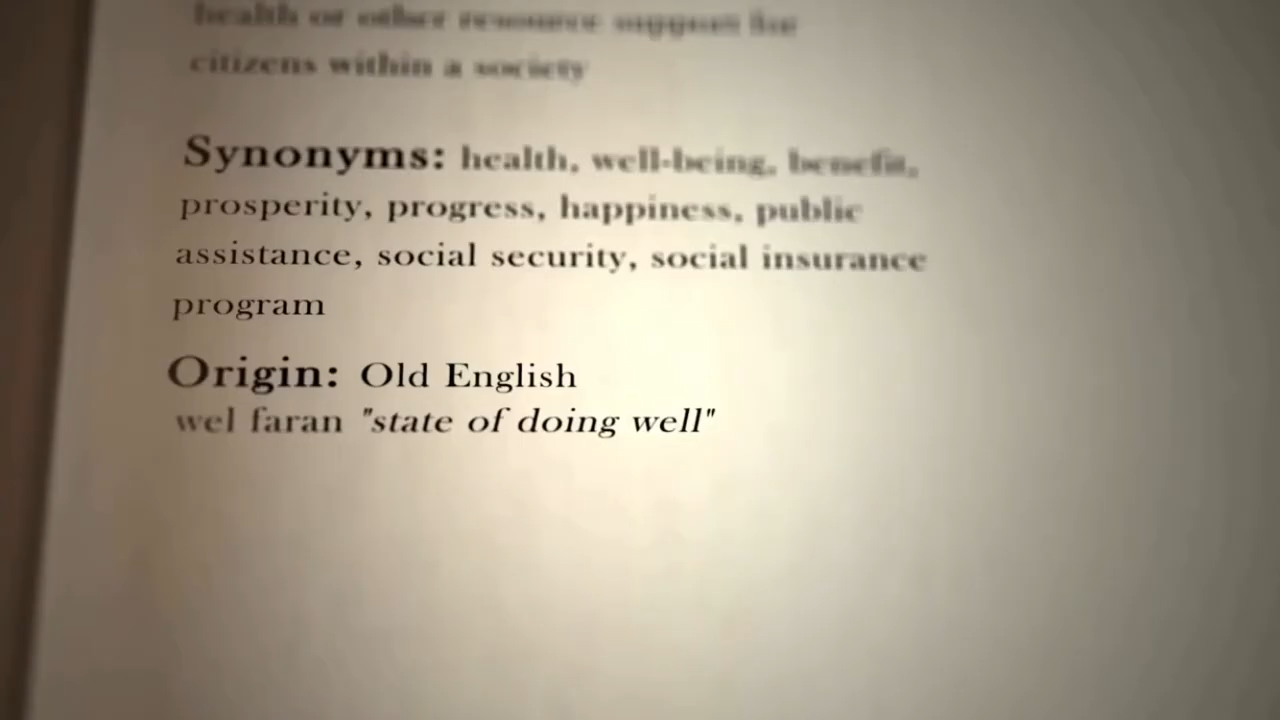 health or other resource support for
citizens within a society
Synonyms: health, well-being, benefit,
prosperity, progress, happiness, public
assistance, social security, social insurance
program
Origin: Old English
wel faran "state of doing well"